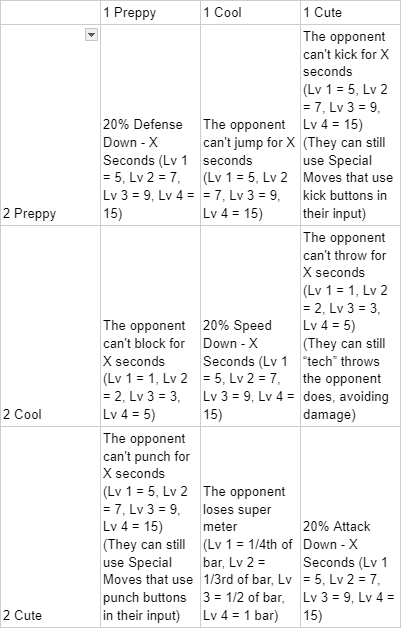 1 Preppy
1 Cool
1 Cute
2 Preppy
20% Defense
Down - X
Seconds (Lv 1
= 5, Lv 2 = 7,
Lv 3 = 9, Lv 4 =
15)
The opponent
can't jump for X
seconds
(Lv 1 = 5, Lv 2
= 7, Lv 3 = 9,
Lv 4 = 15)
The opponent
can't kick for X
seconds
(Lv 1 = 5, Lv 2
= 7, Lv 3 = 9,
Lv 4 = 15)
(They can still
use Special
Moves that use
kick buttons in
their input)
2 Cool
The opponent
can't block for
X seconds
(Lv 1 = 1, Lv 2
= 2, Lv 3 = 3,
Lv 4 = 5)
20% Speed
Down - X
Seconds (Lv 1
= 5, Lv 2 = 7,
Lv 3 = 9, Lv 4 =
15)
The opponent
can't throw for
X seconds
(Lv 1 = 1, Lv 2
= 2, Lv 3 = 3,
Lv 4 = 5)
(They can still
“tech” throws
the opponent
does, avoiding
damage)
2 Cute
The opponent
can't punch for
X seconds
(Lv 1 = 5, Lv 2
= 7, Lv 3 = 9,
Lv 4 = 15)
(They can still
use Special
Moves that use
punch buttons
in their input)
The opponent
loses super
meter
(Lv 1 = 1/4th of
bar, Lv 2 =
1/3rd of bar, Lv
3 = 1/2 of bar,
Lv 4 = 1 bar)
20% Attack
Down - X
Seconds (Lv 1
= 5, Lv 2 = 7,
Lv 3 = 9, Lv 4 =
15)